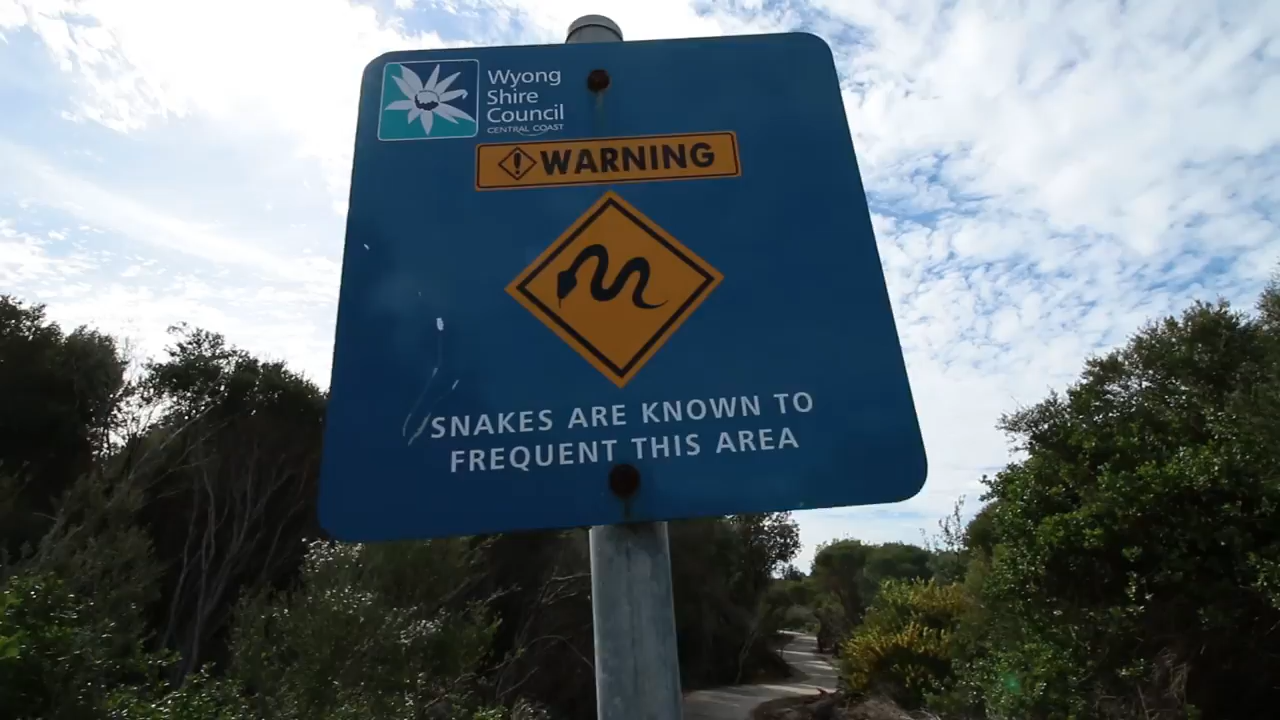 Wyong
Shire
Council
CENTRAL COAST
! WARNING
SNAKES ARE KNOWN TO
FREQUENT THIS AREA